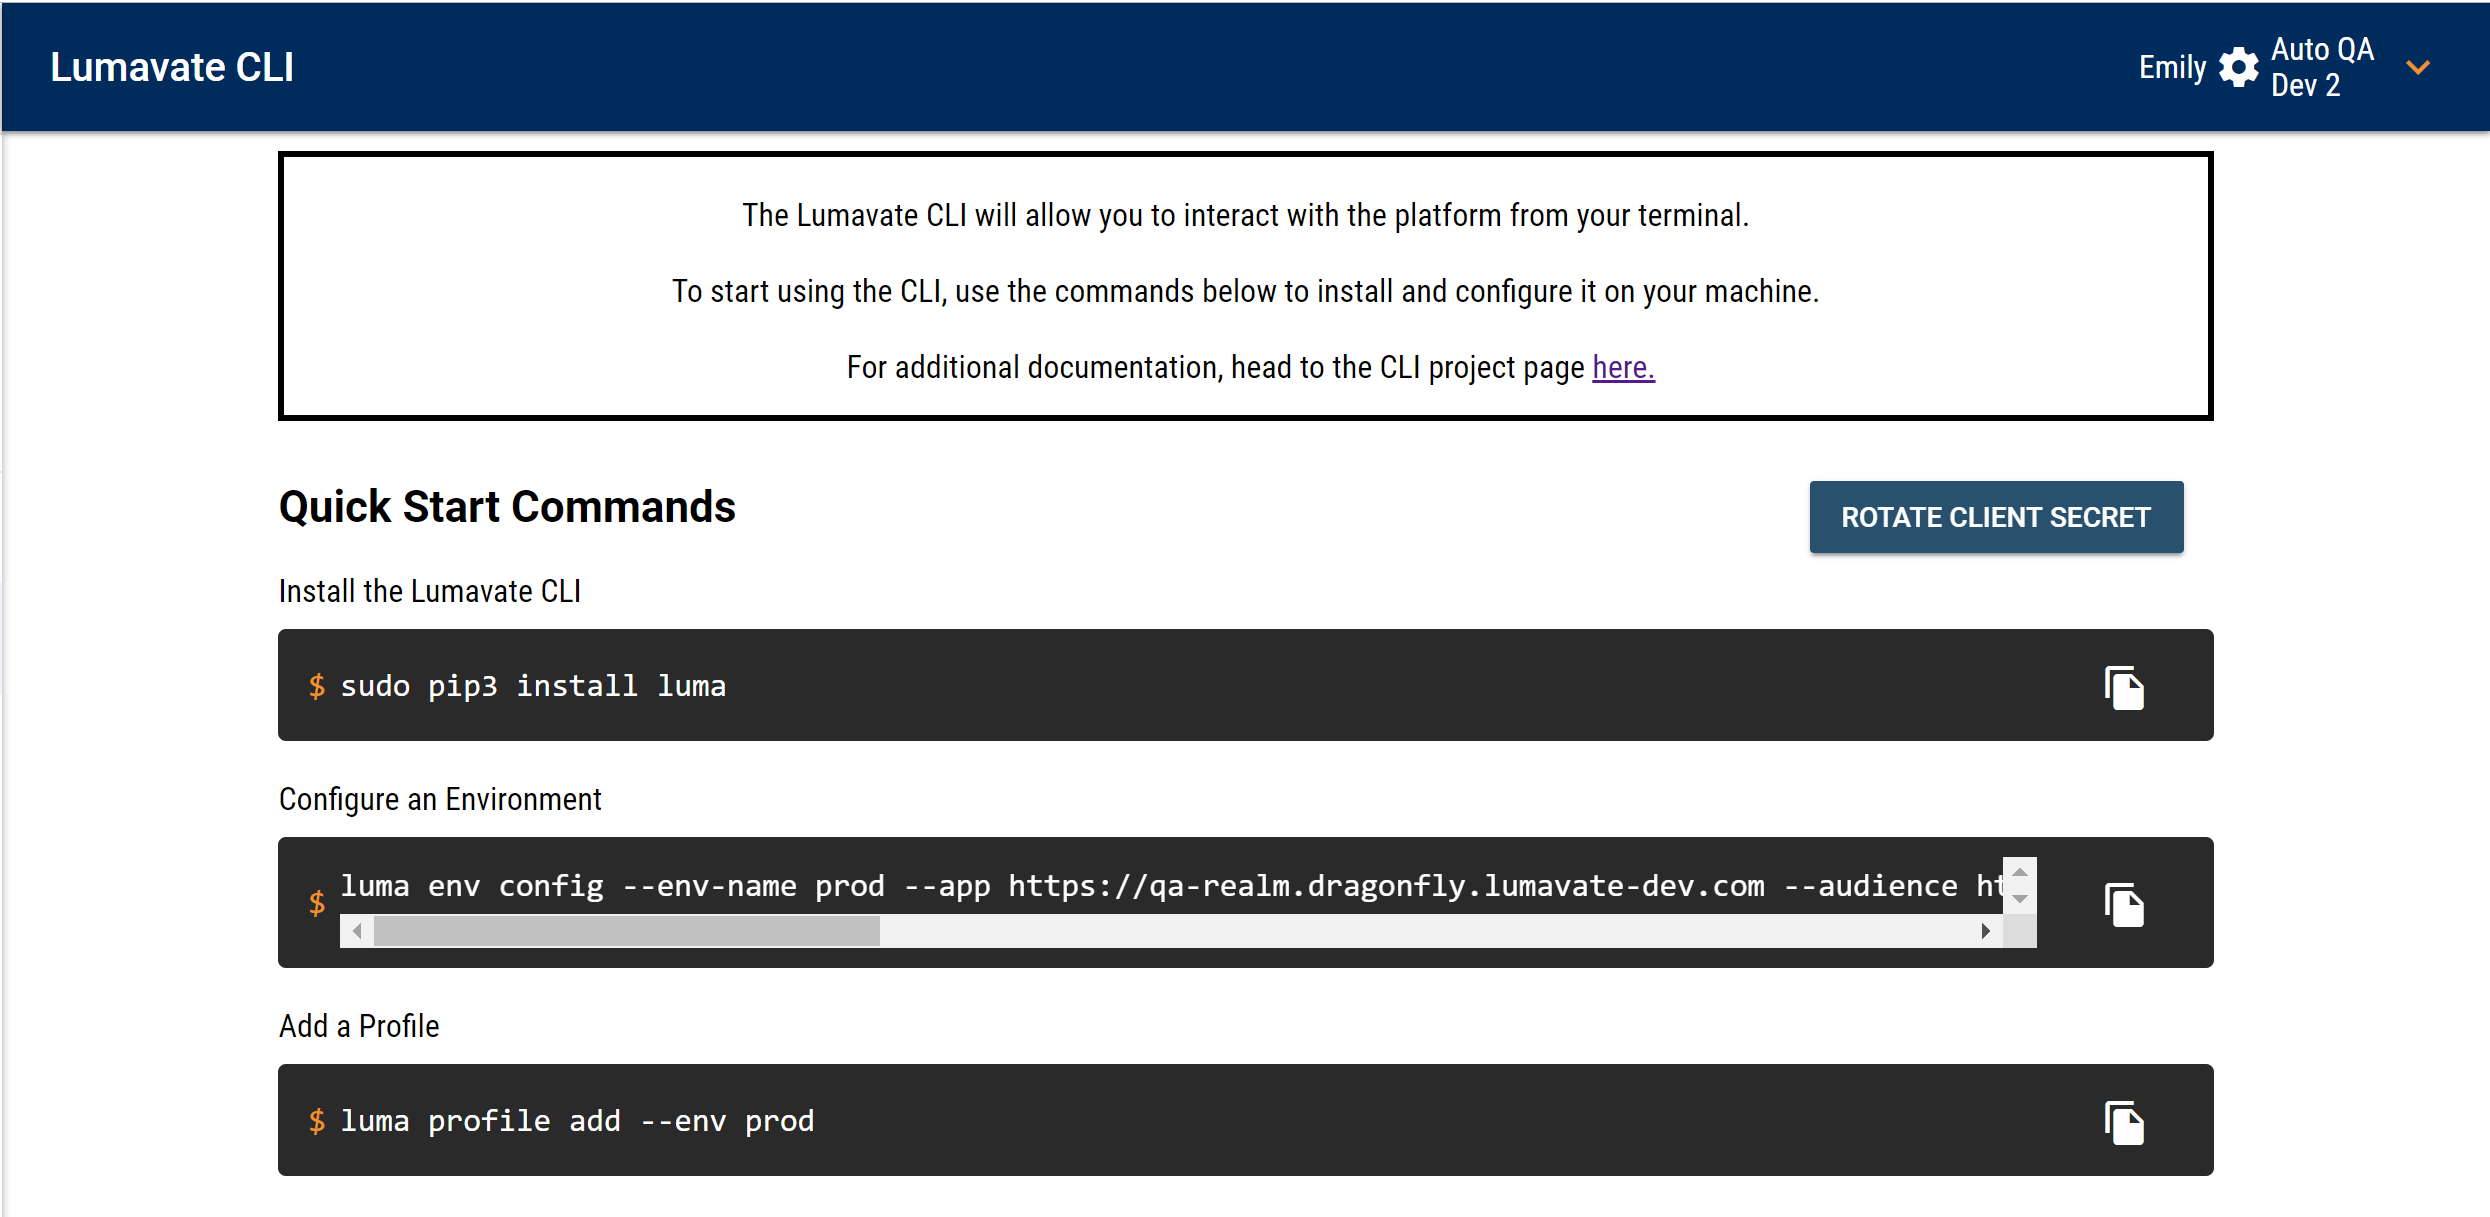 Lumavate CLI
Emily
Auto QA
Dev 2
The Lumavate CLI will allow you to interact with the platform from your terminal.
To start using the CLI, use the commands below to install and configure it on your machine.
For additional documentation, head to the CLI project page here.
Quick Start Commands
ROTATE CLIENT SECRET
Install the Lumavate CLI
$ sudo pip3 install luma
Configure an Environment
$ luma env config --env-name prod --app https://qa-realm.dragonfly.lumavate-dev.com --audience ht
Add a Profile
$ luma profile add --env prod